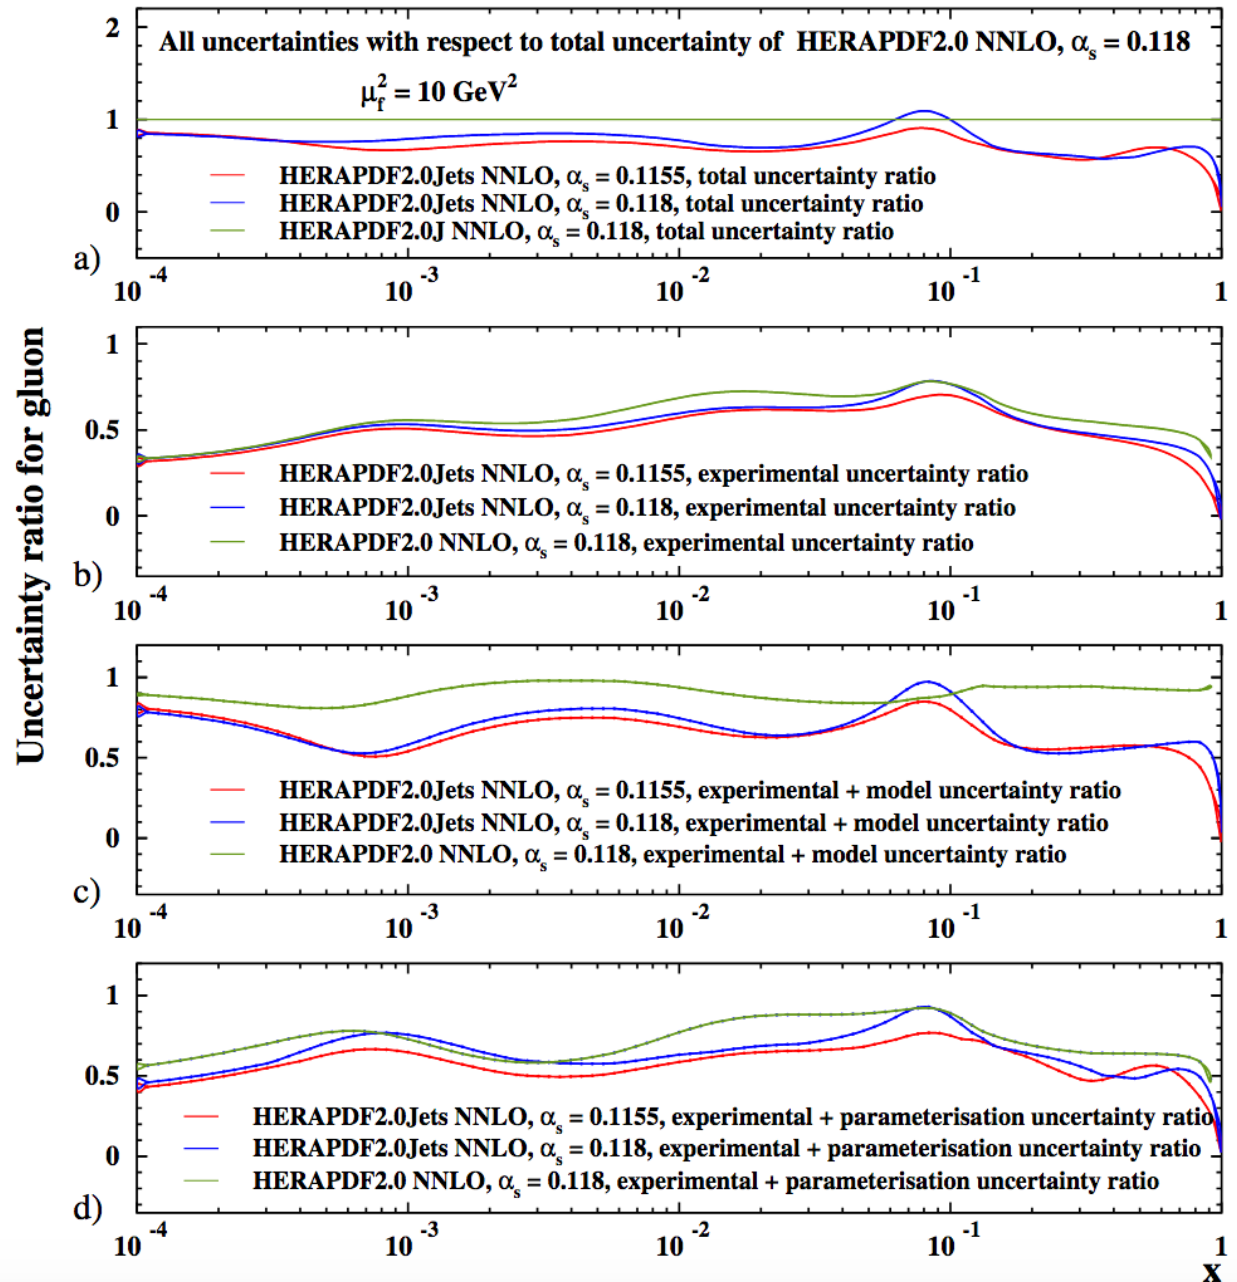 2
All uncertainties with respect to total uncertainty of HERAPDF2.0 NNLO, αs = 0.118
μf² = 10 GeV²
1
HERAPDF2.0Jets NNLO, αs = 0.1155, total uncertainty ratio
HERAPDF2.0Jets NNLO, αs = 0.118, total uncertainty ratio
0
HERAPDF2.0J NNLO, αs = 0.118, total uncertainty ratio
a)
10⁻⁴ 10⁻³ 10⁻² 10⁻¹ 1
Uncertainty ratio for gluon
1
0.5
HERAPDF2.0Jets NNLO, αs = 0.1155, experimental uncertainty ratio
HERAPDF2.0Jets NNLO, αs = 0.118, experimental uncertainty ratio
0
HERAPDF2.0 NNLO, αs = 0.118, experimental uncertainty ratio
b)
10⁻⁴ 10⁻³ 10⁻² 10⁻¹ 1
1
0.5
HERAPDF2.0Jets NNLO, αs = 0.1155, experimental + model uncertainty ratio
HERAPDF2.0Jets NNLO, αs = 0.118, experimental + model uncertainty ratio
0
HERAPDF2.0 NNLO, αs = 0.118, experimental + model uncertainty ratio
c)
10⁻⁴ 10⁻³ 10⁻² 10⁻¹ 1
1
0.5
HERAPDF2.0Jets NNLO, αs = 0.1155, experimental + parameterisation uncertainty ratio
HERAPDF2.0Jets NNLO, αs = 0.118, experimental + parameterisation uncertainty ratio
0
HERAPDF2.0 NNLO, αs = 0.118, experimental + parameterisation uncertainty ratio
d)
10⁻⁴ 10⁻³ 10⁻² 10⁻¹ 1
x